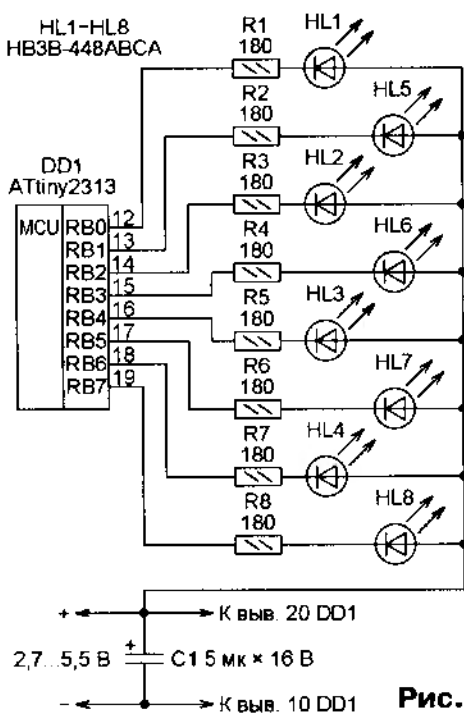 HL1-HL8
HB3B-448ABCA
R1
180
HL1
R2
180
HL5
R3
180
HL2
R4
180
HL6
R5
180
HL3
R6
180
HL7
R7
180
HL4
R8
180
HL8
DD1
ATtiny2313
MCU
RB0 12
RB1 13
RB2 14
RB3 15
RB4 16
RB5 17
RB6 18
RB7 19
+ К выв. 20 DD1
2,7...5,5 В + С1 5 мк × 16 В
− К выв. 10 DD1
Рис.